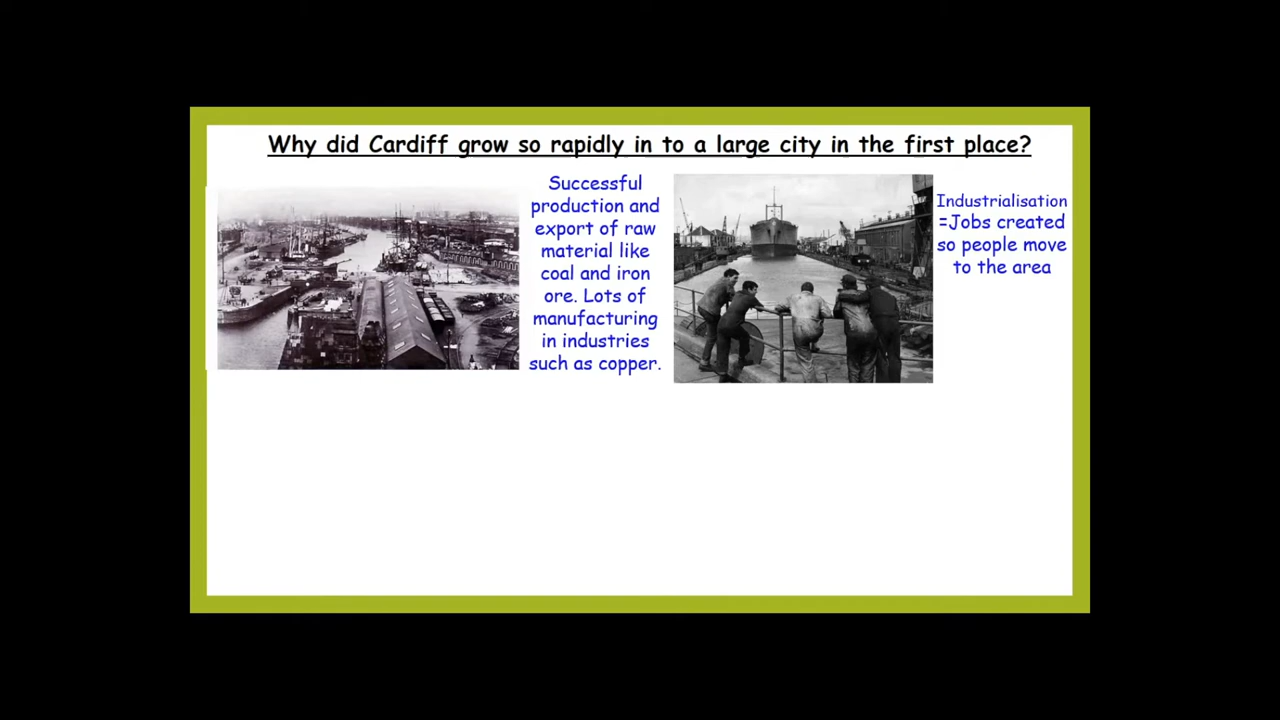 Why did Cardiff grow so rapidly in to a large city in the first place?
Successful
production and
export of raw
material like
coal and iron
ore. Lots of
manufacturing
in industries
such as copper.
Industrialisation
=Jobs created
so people move
to the area